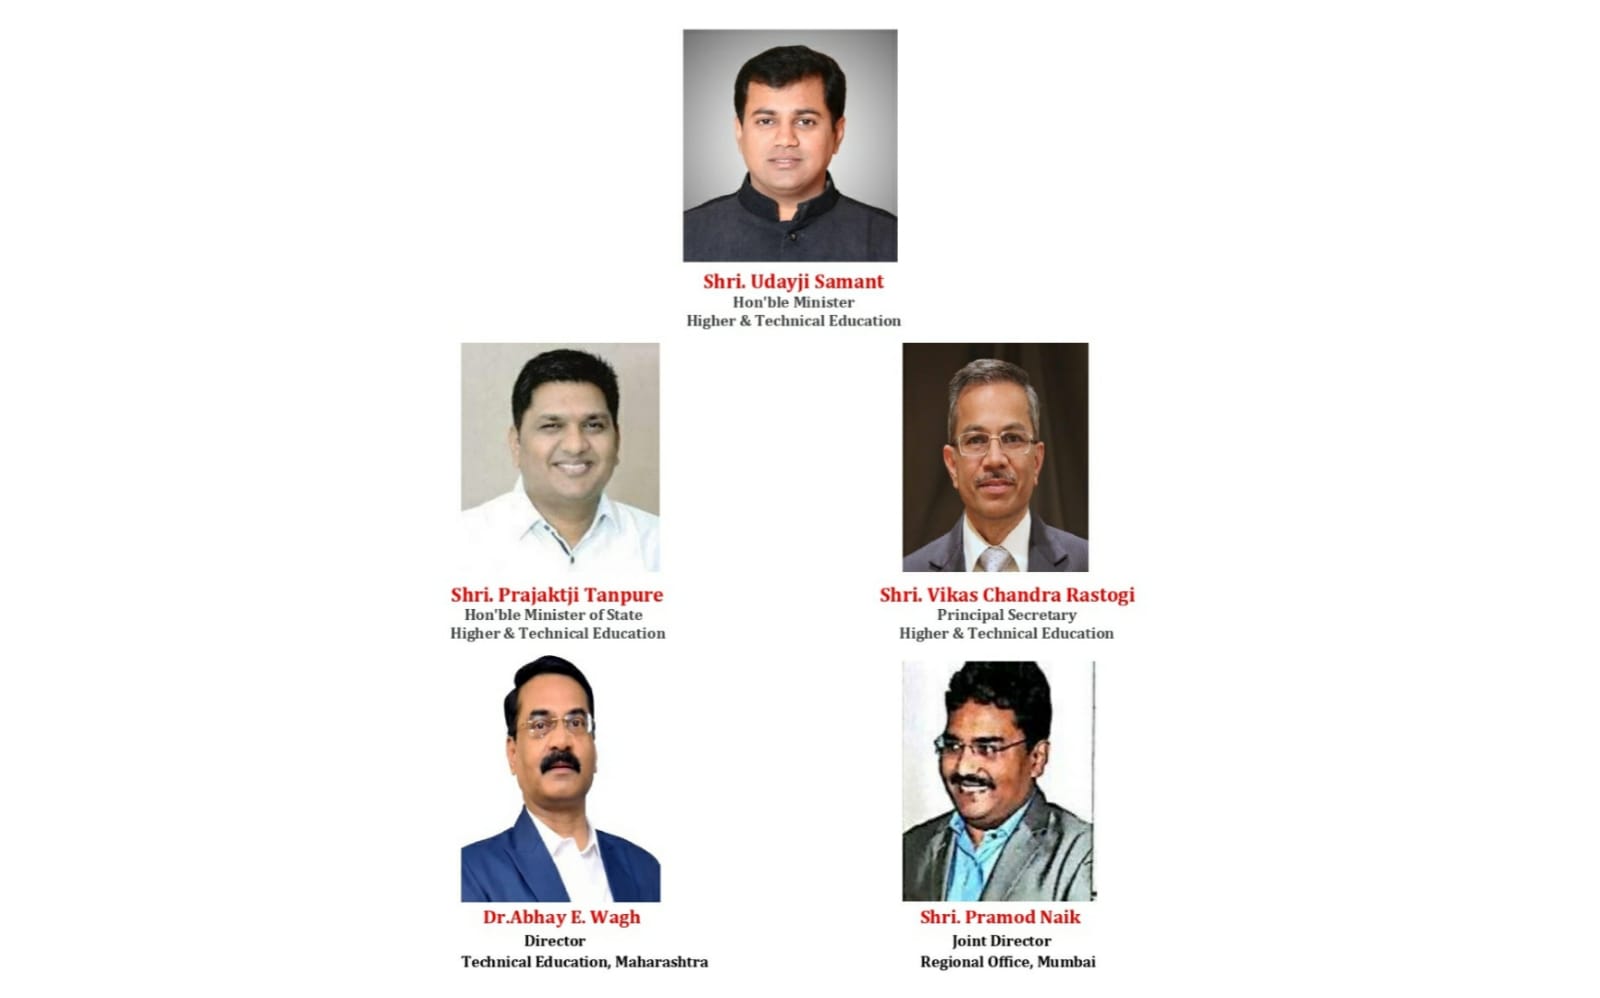 Shri. Udayji Samant
Hon'ble Minister
Higher & Technical Education
Shri. Prajaktji Tanpure
Hon'ble Minister of State
Higher & Technical Education
Shri. Vikas Chandra Rastogi
Principal Secretary
Higher & Technical Education
Dr.Abhay E. Wagh
Director
Technical Education, Maharashtra
Shri. Pramod Naik
Joint Director
Regional Office, Mumbai